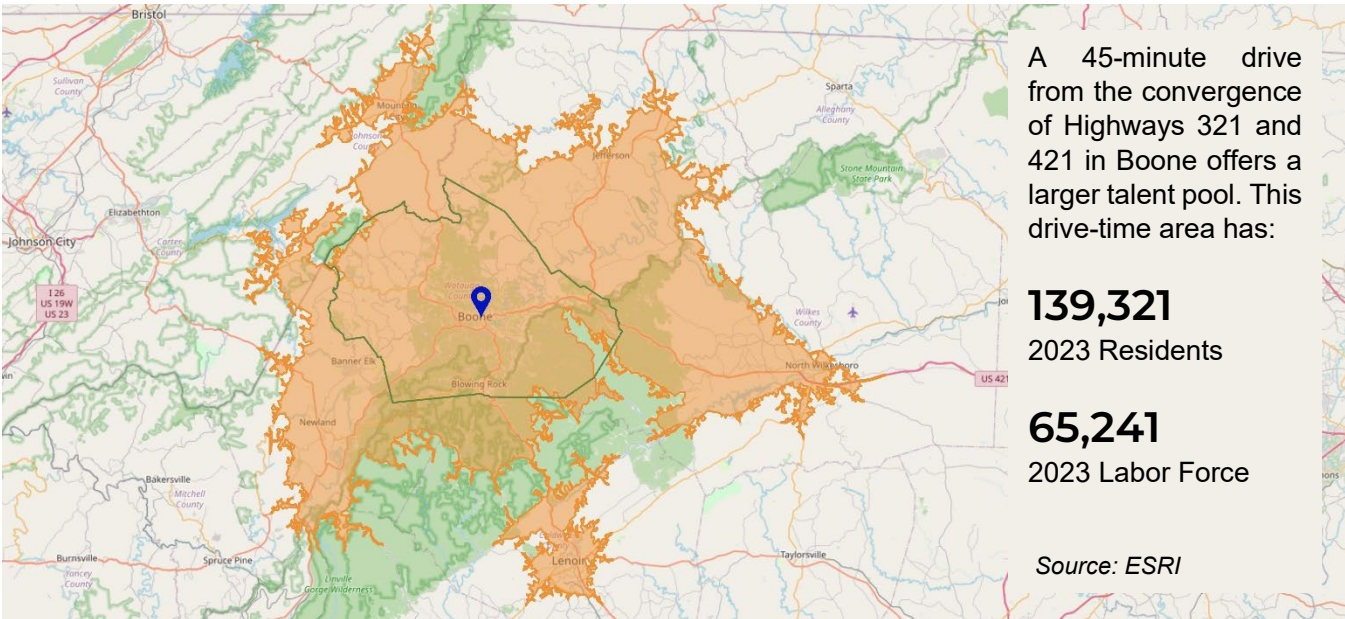 Bristol
Sullivan
County
Mountain
Johnson
Sparta
Alleghany
County
Jefferson
Stone Mountain
State Park
Elizabethton
Carter
County
Johnson City
I 26
US 19W
US 23
Watauga
Boone
Wilkes
County
Banner Elk
North Wilkesboro
US 421
Blowing Rock
Newland
Bakersville
Mitchell
County
Burnsville
Yancey
County
Spruce Pine
Linville
Gorge Wilderness
Lenoir
Taylorsville
A 45-minute drive
from the convergence
of Highways 321 and
421 in Boone offers a
larger talent pool. This
drive-time area has:
139,321
2023 Residents
65,241
2023 Labor Force
Source: ESRI